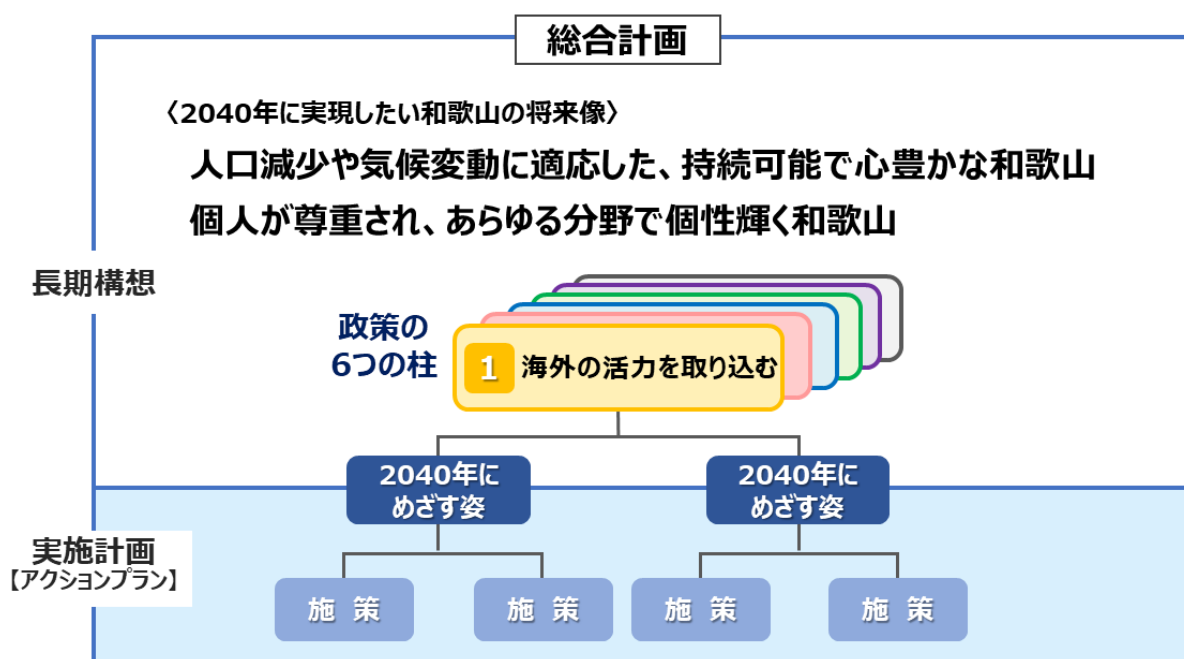 総合計画
〈2040年に実現したい和歌山の将来像〉
人口減少や気候変動に適応した、持続可能で心豊かな和歌山
個人が尊重され、あらゆる分野で個性輝く和歌山
長期構想
政策の
6つの柱
1 海外の活力を取り込む
2040年に
めざす姿
2040年に
めざす姿
実施計画
【アクションプラン】
施 策
施 策
施 策
施 策